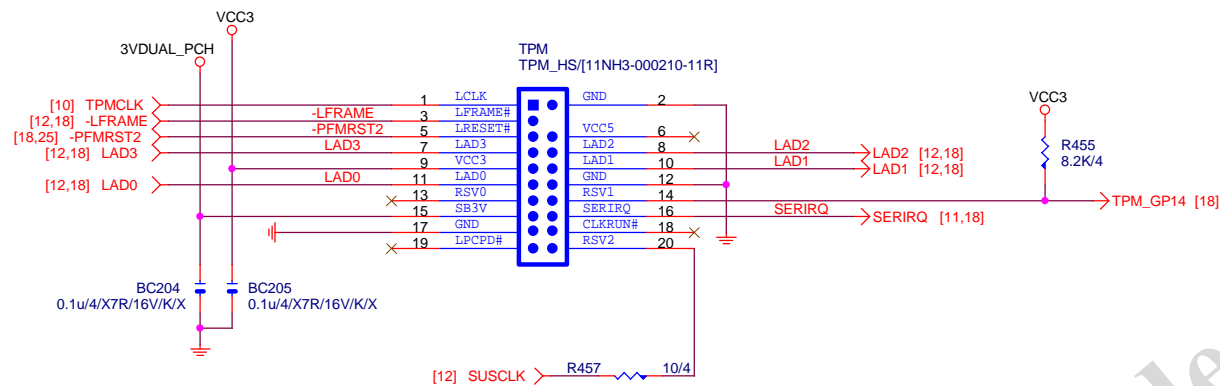 VCC3
3VDUAL_PCH
TPM
TPM_HS/[11NH3-000210-11R]
[10] TPMCLK 1 LCLK GND 2
[12,18] -LFRAME -LFRAME 3 LFRAME#
[18,25] -PFMRST2 -PFMRST2 5 LRESET# VCC5 6
[12,18] LAD3 LAD3 7 LAD3 LAD2 8 LAD2 LAD2 [12,18]
9 VCC3 LAD1 10 LAD1 LAD1 [12,18]
[12,18] LAD0 LAD0 11 LAD0 GND 12
13 RSV0 RSV1 14 TPM_GP14 [18]
15 SB3V SERIRQ 16 SERIRQ SERIRQ [11,18]
17 GND CLKRUN# 18
19 LPCPD# RSV2 20
VCC3
R455
8.2K/4
BC204
0.1u/4/X7R/16V/K/X
BC205
0.1u/4/X7R/16V/K/X
[12] SUSCLK R457 10/4